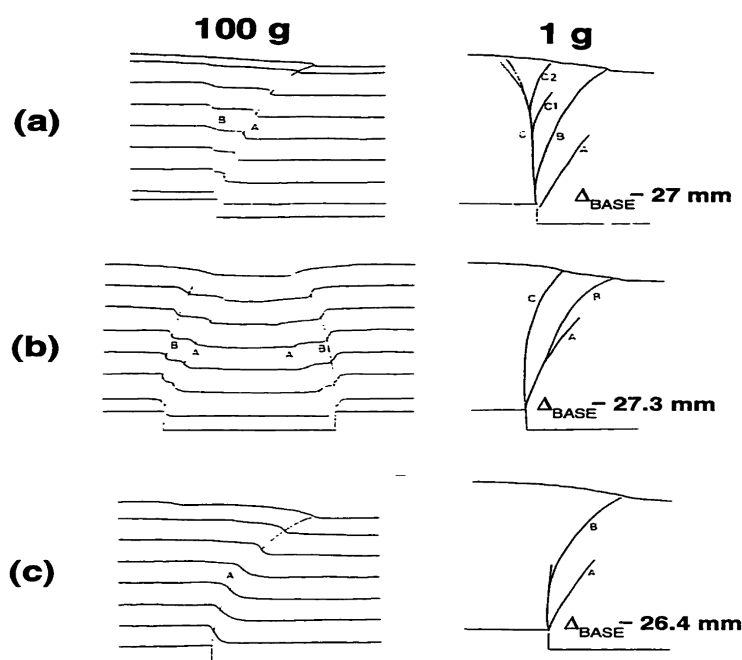 100 g
1 g
(a)
B
A
C2
C1
C
B
A
Δ_BASE – 27 mm
(b)
B
A
A
B
C
B
A
Δ_BASE – 27.3 mm
(c)
A
B
A
Δ_BASE – 26.4 mm